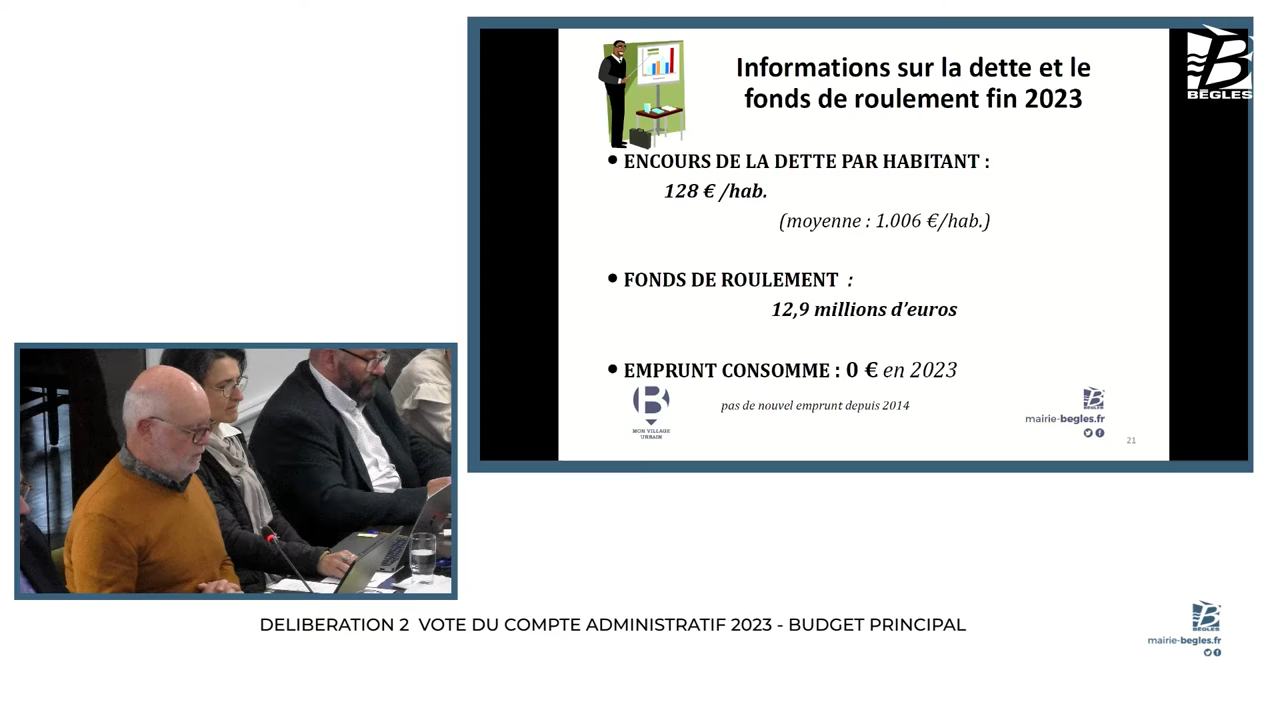 Informations sur la dette et le
fonds de roulement fin 2023
BEGLES
• ENCOURS DE LA DETTE PAR HABITANT :
128 € /hab.
(moyenne : 1.006 €/hab.)
• FONDS DE ROULEMENT :
12,9 millions d’euros
• EMPRUNT CONSOMME : 0 € en 2023
pas de nouvel emprunt depuis 2014
MON VILLAGE
URBAIN
BEGLES
mairie-begles.fr
21
DELIBERATION 2 VOTE DU COMPTE ADMINISTRATIF 2023 - BUDGET PRINCIPAL
BEGLES
mairie-begles.fr